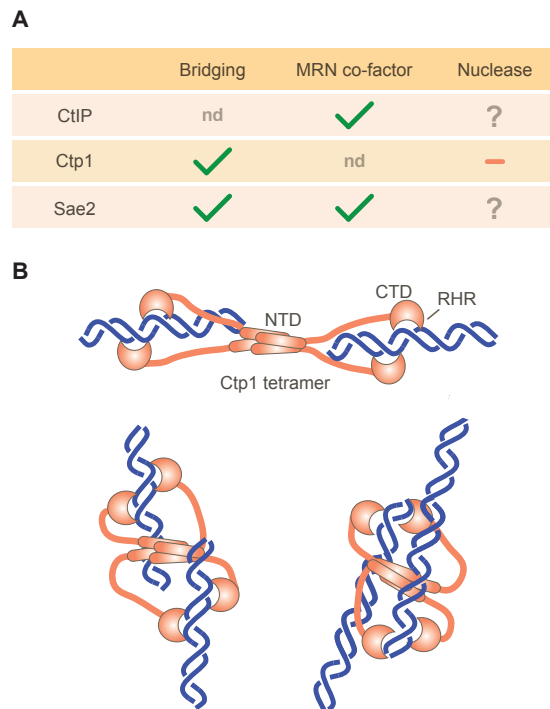 A
Bridging MRN co-factor Nuclease
CtIP nd ✓ ?
Ctp1 ✓ nd –
Sae2 ✓ ✓ ?
B
CTD
RHR
NTD
Ctp1 tetramer